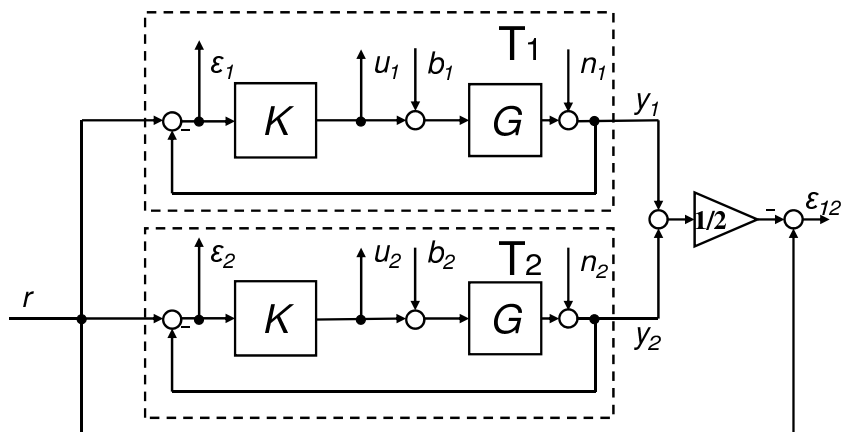 T1
ε1 u1 b1 n1
K G y1
1/2 - ε12
-
T2
ε2 u2 b2 n2
r K G
- y2